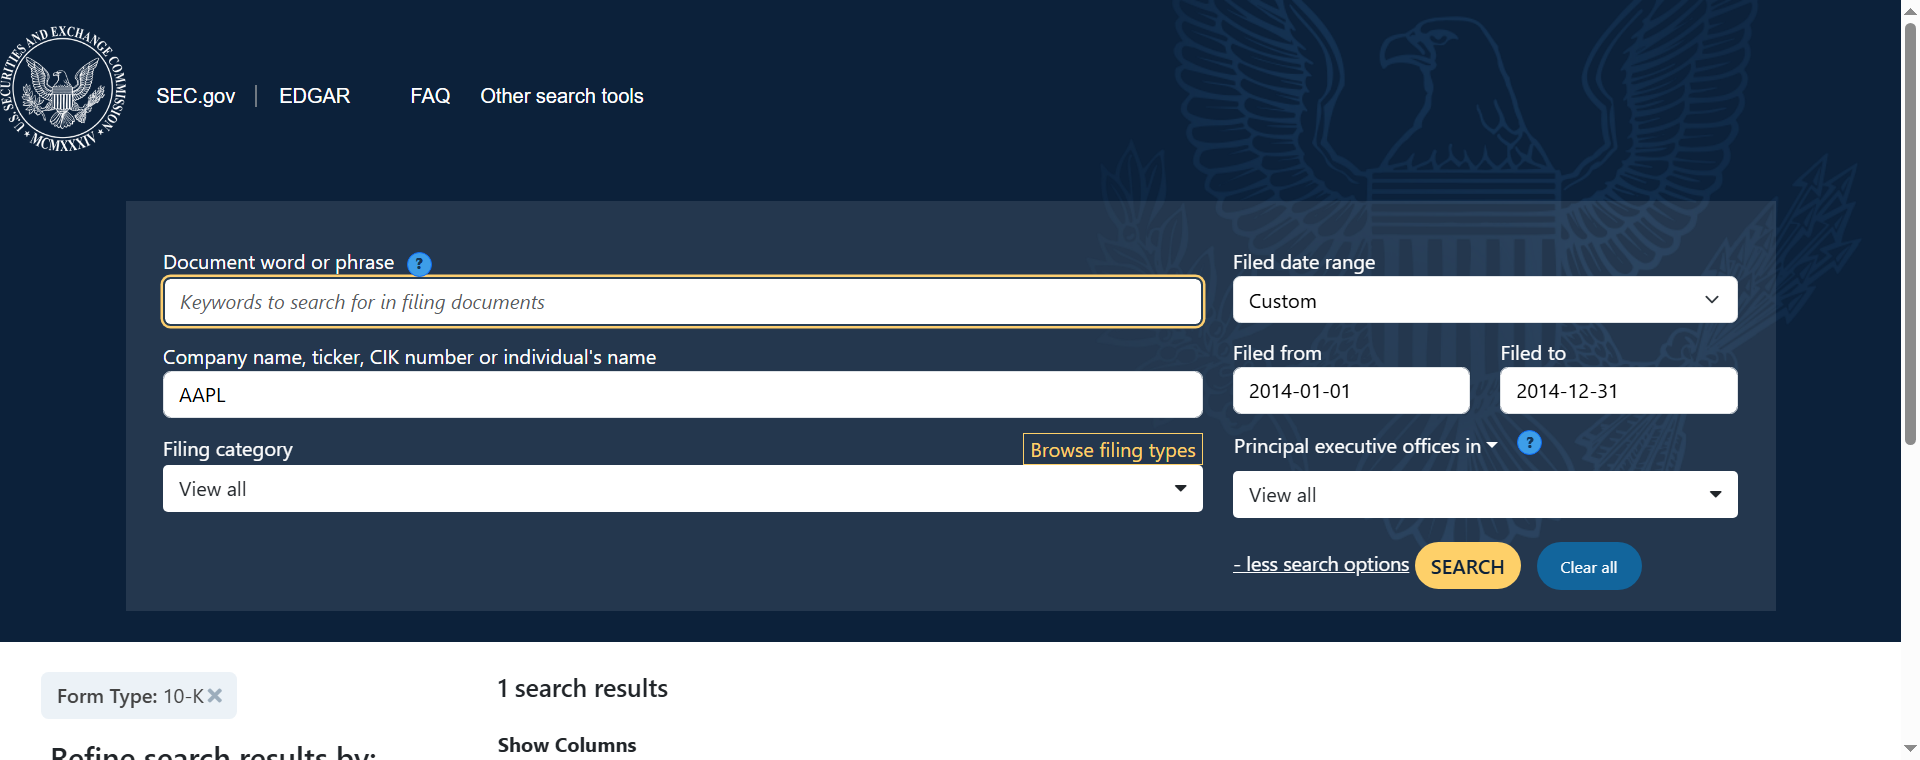 U.S. SECURITIES AND EXCHANGE COMMISSION
MCMXXXIV
SEC.gov
EDGAR
FAQ
Other search tools
Document word or phrase ?
Keywords to search for in filing documents
Company name, ticker, CIK number or individual's name
AAPL
Filing category
Browse filing types
View all
Filed date range
Custom
Filed from
Filed to
2014-01-01
2014-12-31
Principal executive offices in ?
View all
- less search options
SEARCH
Clear all
Form Type: 10-K
1 search results
Show Columns
Refine search results by: